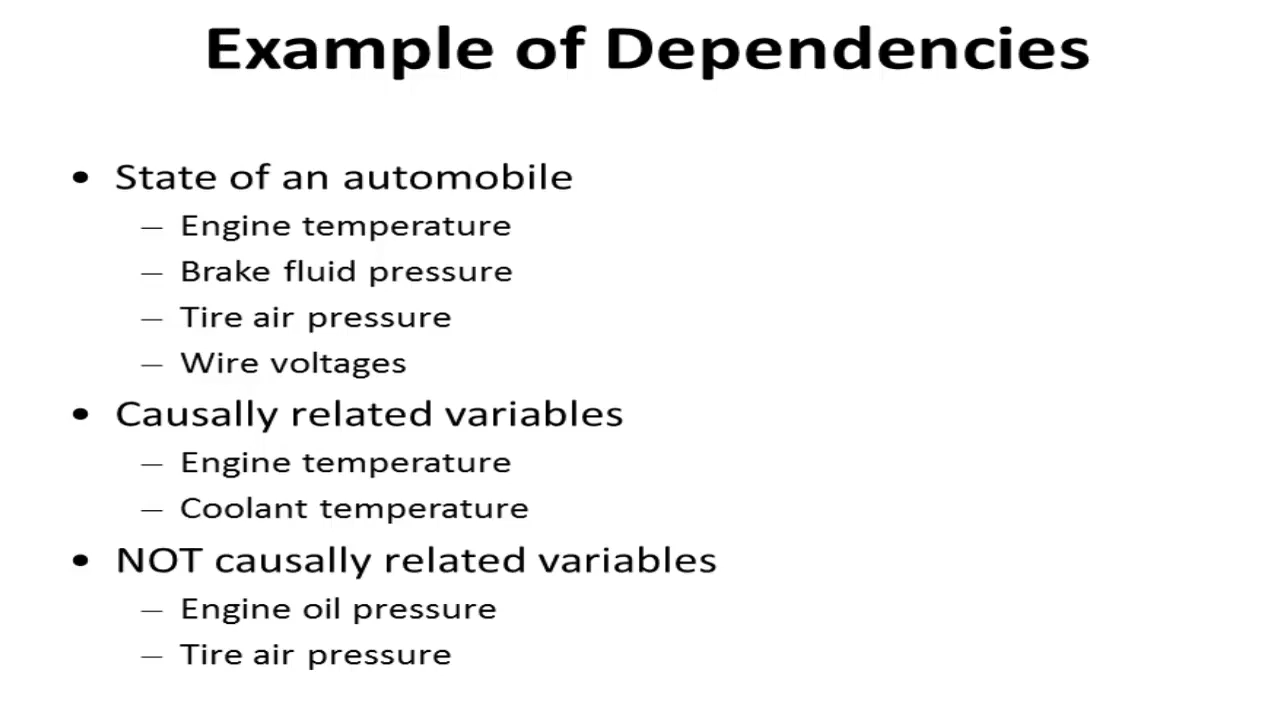 Example of Dependencies
• State of an automobile
– Engine temperature
– Brake fluid pressure
– Tire air pressure
– Wire voltages
• Causally related variables
– Engine temperature
– Coolant temperature
• NOT causally related variables
– Engine oil pressure
– Tire air pressure